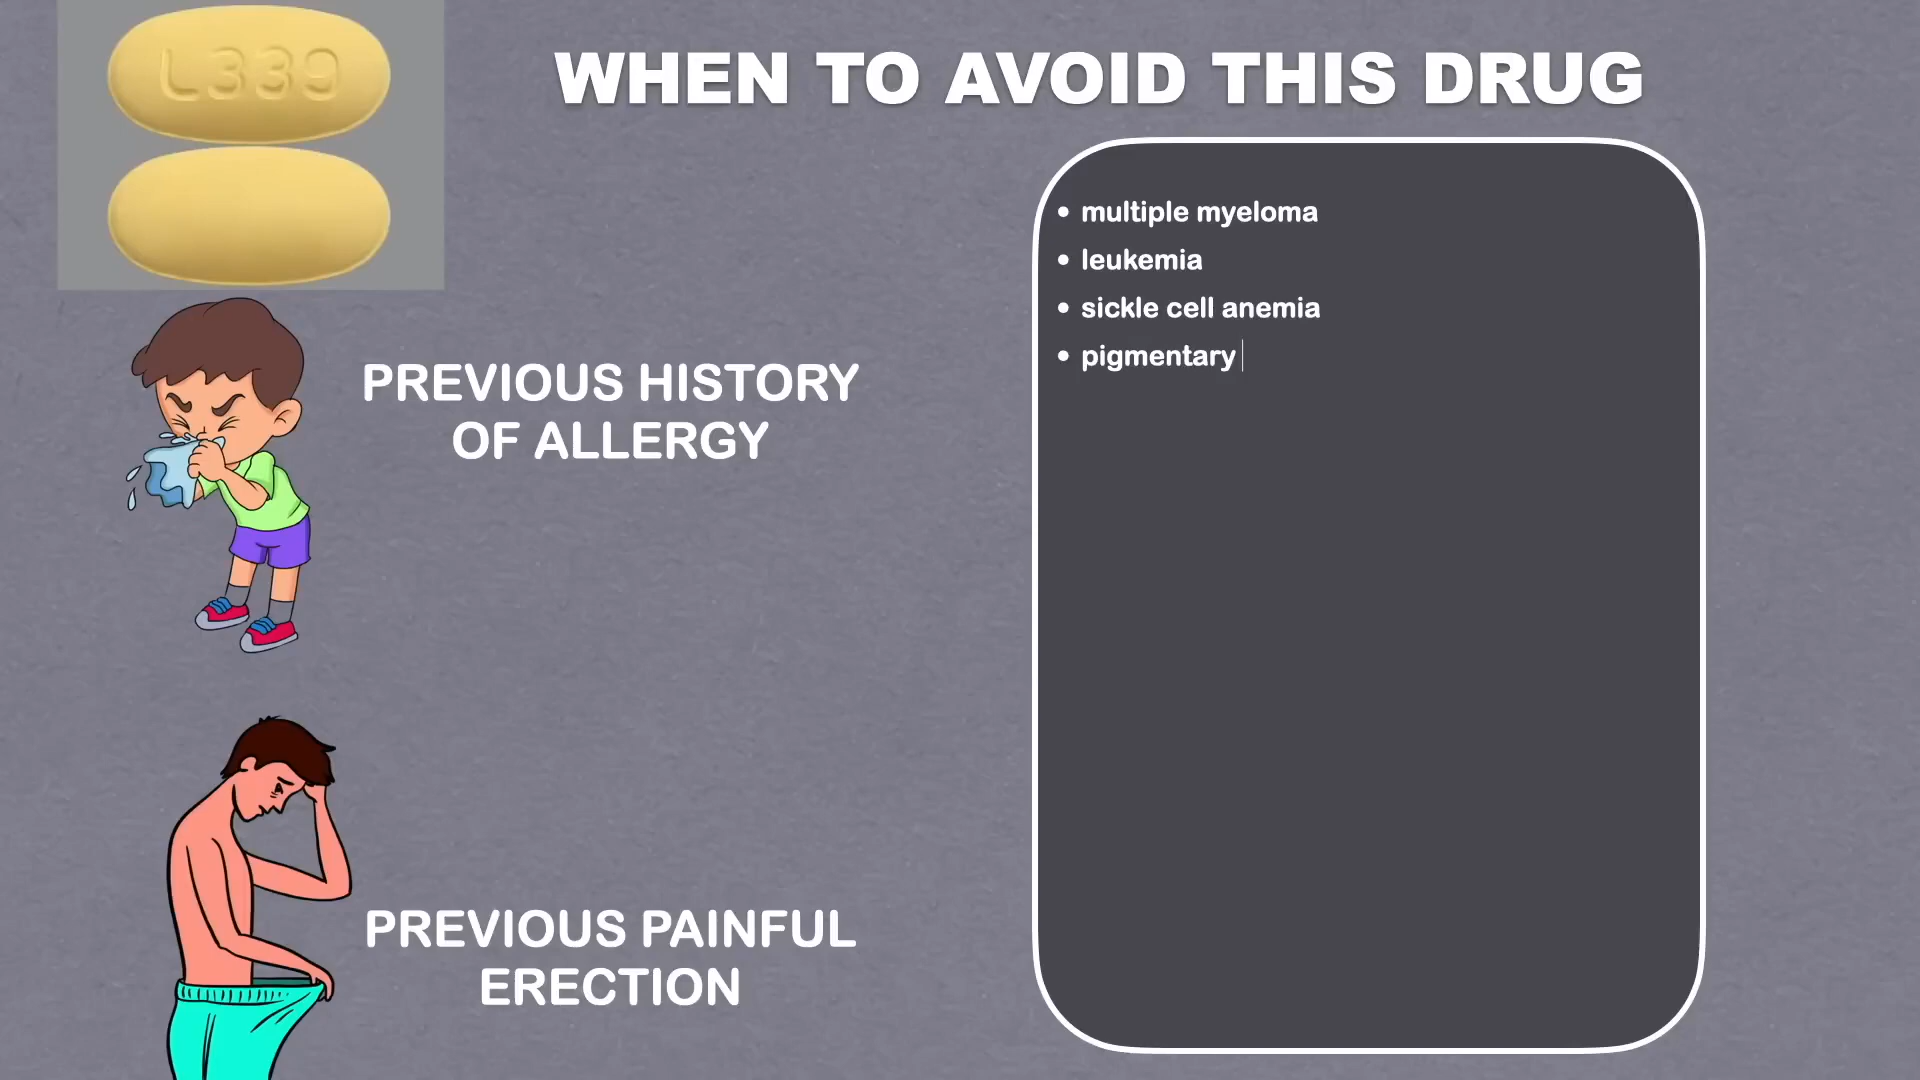 L339
WHEN TO AVOID THIS DRUG
PREVIOUS HISTORY
OF ALLERGY
PREVIOUS PAINFUL
ERECTION
• multiple myeloma
• leukemia
• sickle cell anemia
• pigmentary